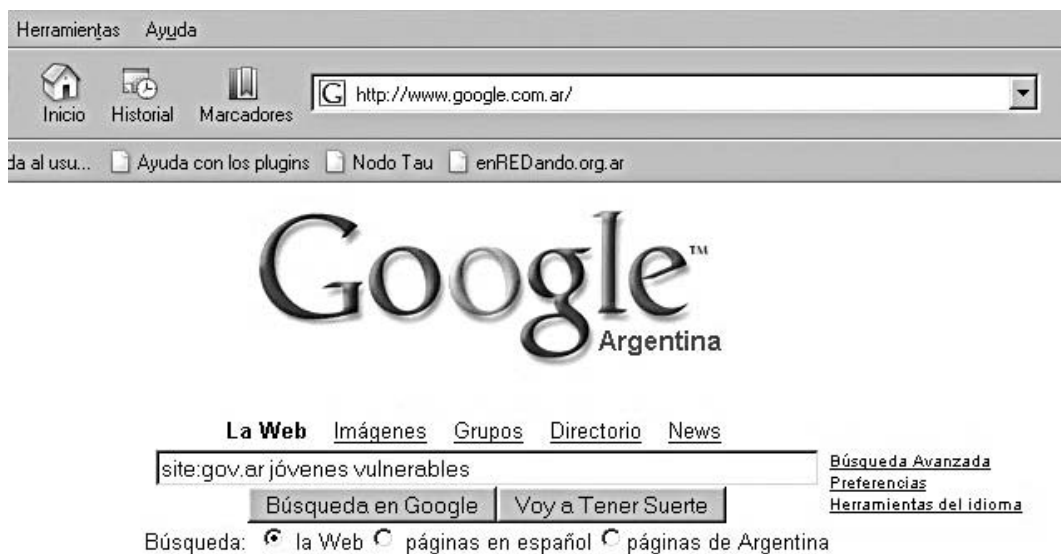 Herramientas Ayuda
Inicio Historial Marcadores
G http://www.google.com.ar/
da al usu... Ayuda con los plugins Nodo Tau enREDando.org.ar
Google™
Argentina
La Web Imágenes Grupos Directorio News
site:gov.ar jóvenes vulnerables
Búsqueda Avanzada
Preferencias
Herramientas del idioma
Búsqueda en Google Voy a Tener Suerte
Búsqueda: la Web páginas en español páginas de Argentina